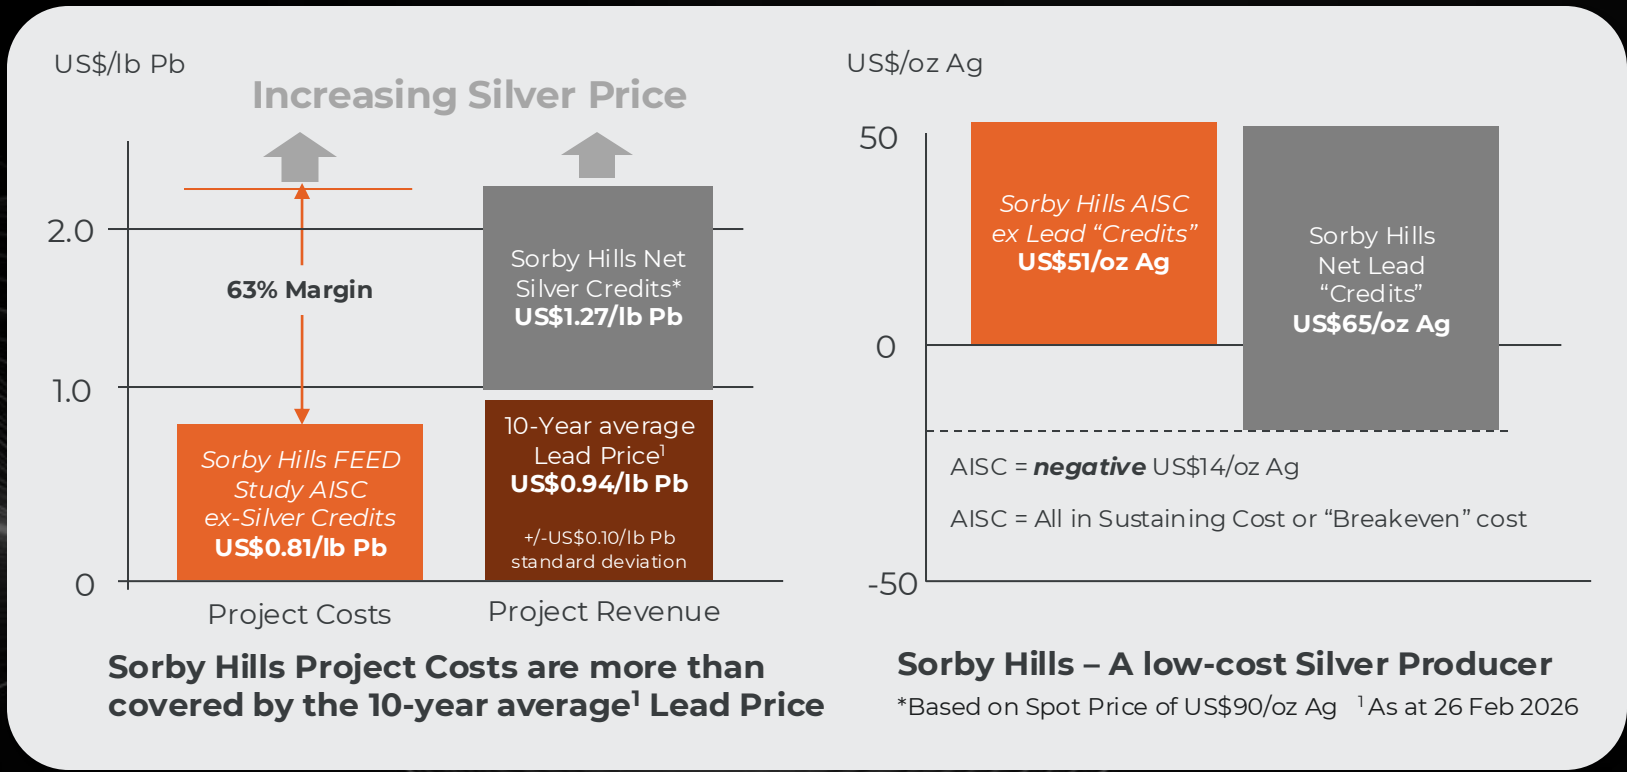 US$/lb Pb
Increasing Silver Price
2.0
1.0
0
63% Margin
Sorby Hills FEED
Study AISC
ex-Silver Credits
US$0.81/lb Pb
Sorby Hills Net
Silver Credits*
US$1.27/lb Pb
10-Year average
Lead Price¹
US$0.94/lb Pb
+/-US$0.10/lb Pb
standard deviation
Project Costs
Project Revenue
Sorby Hills Project Costs are more than
covered by the 10-year average¹ Lead Price
US$/oz Ag
50
0
-50
Sorby Hills AISC
ex Lead “Credits”
US$51/oz Ag
Sorby Hills
Net Lead
“Credits”
US$65/oz Ag
AISC = negative US$14/oz Ag
AISC = All in Sustaining Cost or “Breakeven” cost
Sorby Hills – A low-cost Silver Producer
*Based on Spot Price of US$90/oz Ag ¹ As at 26 Feb 2026